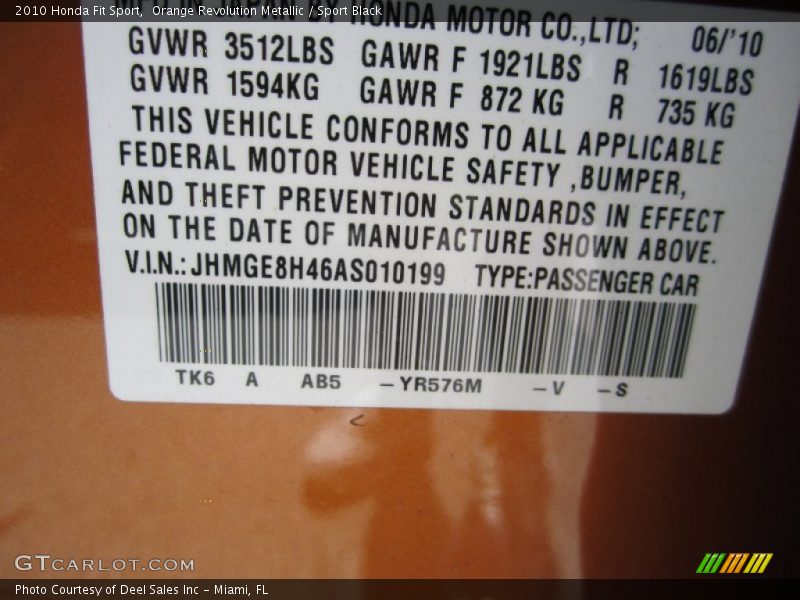 2010 Honda Fit Sport, Orange Revolution Metallic / Sport Black
BY HONDA MOTOR CO.,LTD; 06/'10
GVWR 3512LBS GAWR F 1921LBS R 1619LBS
GVWR 1594KG GAWR F 872 KG R 735 KG
THIS VEHICLE CONFORMS TO ALL APPLICABLE
FEDERAL MOTOR VEHICLE SAFETY ,BUMPER,
AND THEFT PREVENTION STANDARDS IN EFFECT
ON THE DATE OF MANUFACTURE SHOWN ABOVE.
V.I.N.: JHMGE8H46AS010199 TYPE:PASSENGER CAR
TK6 A AB5 -YR576M -V -S
GTCARLOT.COM
Photo Courtesy of Deel Sales Inc - Miami, FL